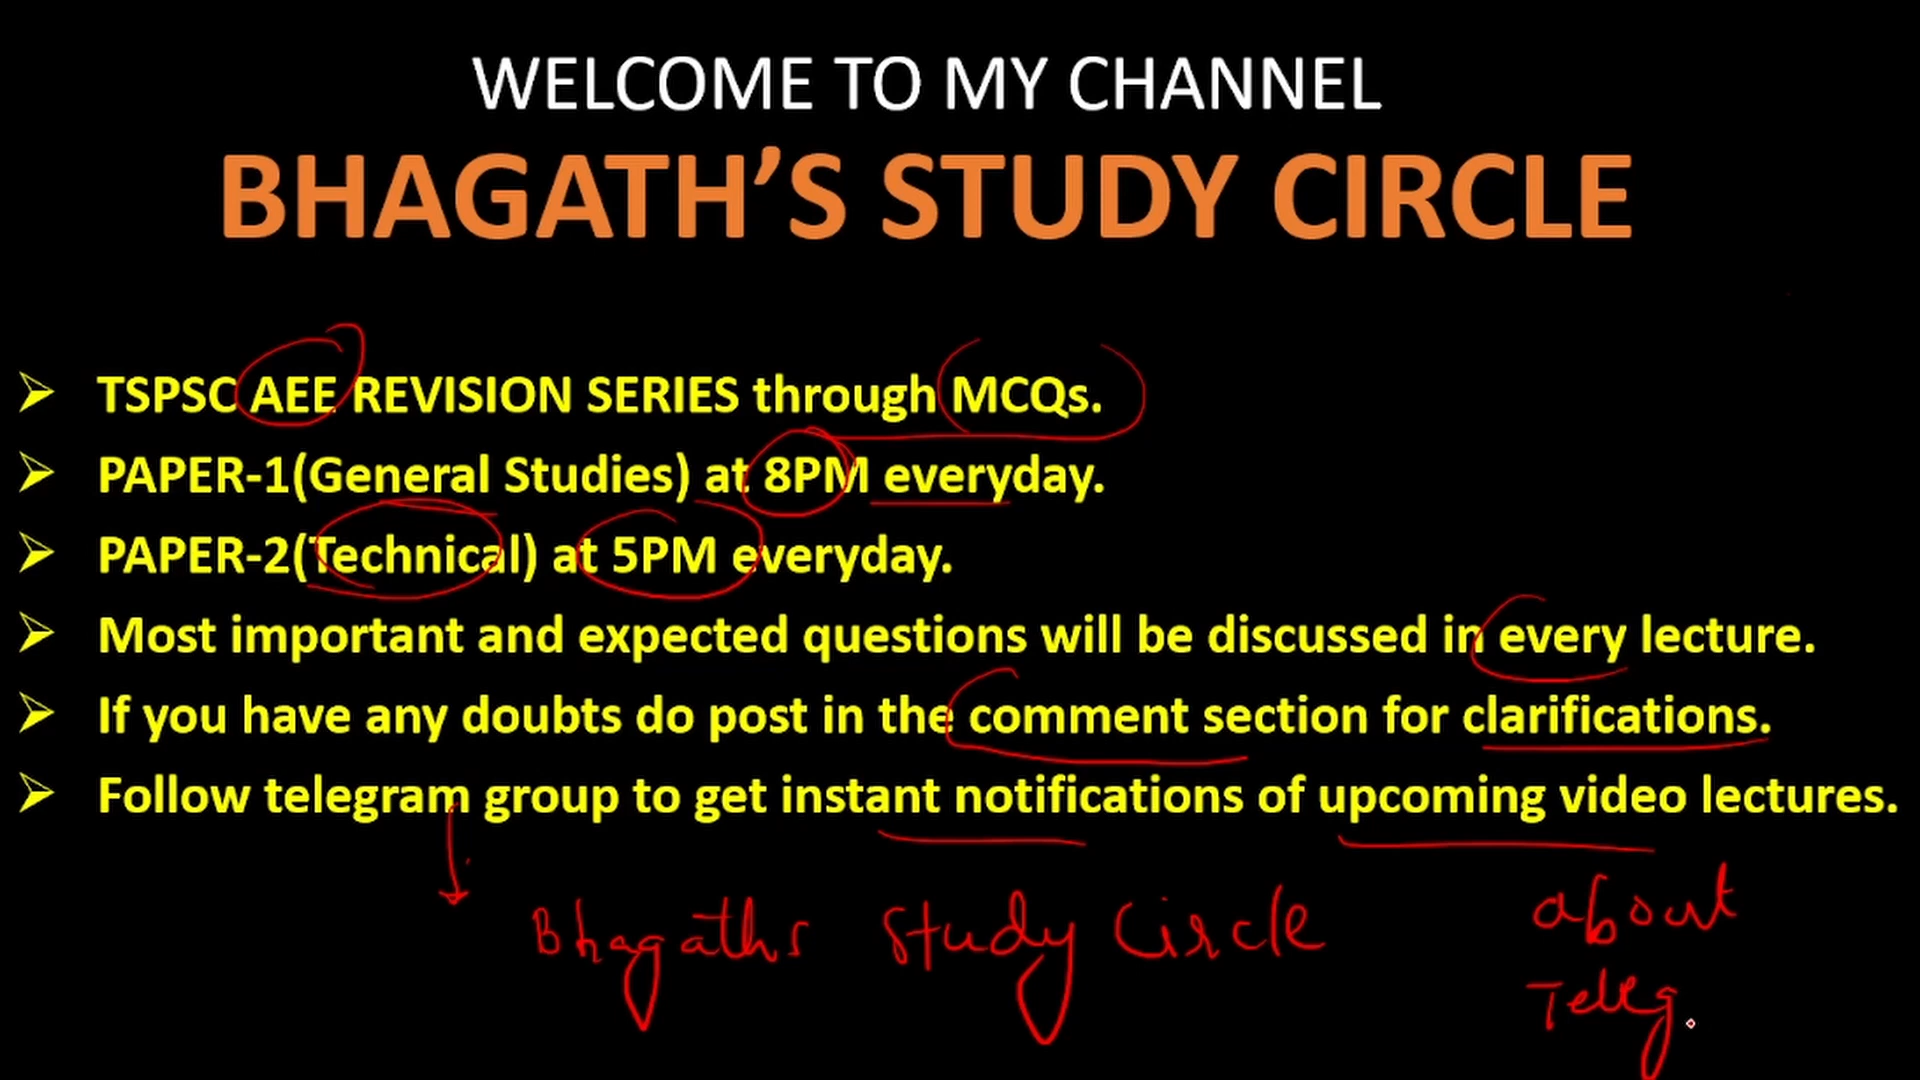 WELCOME TO MY CHANNEL
BHAGATH’S STUDY CIRCLE
TSPSC AEE REVISION SERIES through MCQs.
PAPER-1(General Studies) at 8PM everyday.
PAPER-2(Technical) at 5PM everyday.
Most important and expected questions will be discussed in every lecture.
If you have any doubts do post in the comment section for clarifications.
Follow telegram group to get instant notifications of upcoming video lectures.
Bhagaths Study Circle
about
Teleg